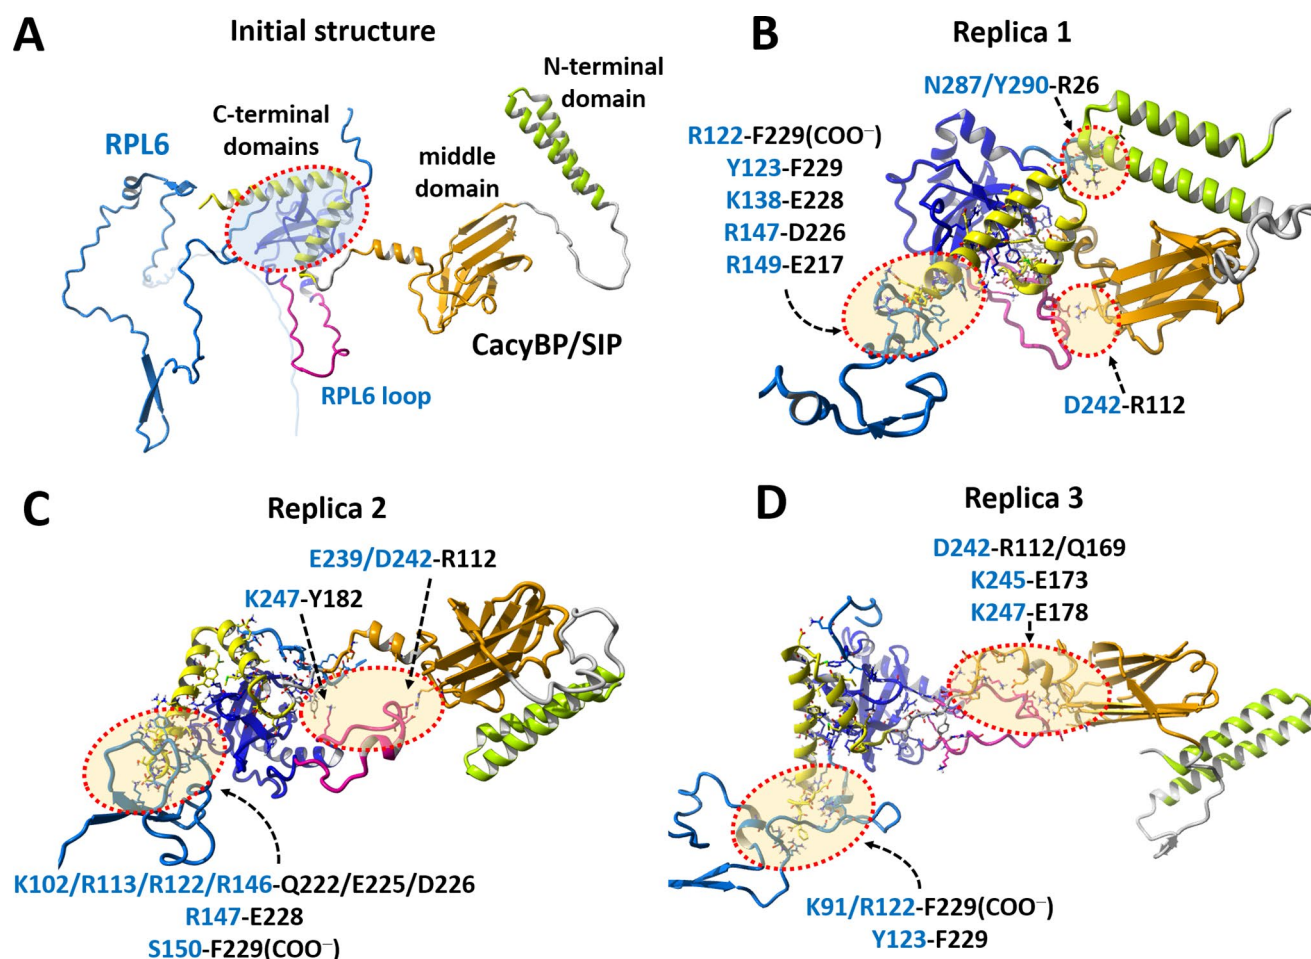 A
Initial structure
N-terminal
domain
C-terminal
domains
RPL6
middle
domain
CacyBP/SIP
RPL6 loop
B
Replica 1
N287/Y290-R26
R122-F229(COO⁻)
Y123-F229
K138-E228
R147-D226
R149-E217
D242-R112
C
Replica 2
E239/D242-R112
K247-Y182
K102/R113/R122/R146-Q222/E225/D226
R147-E228
S150-F229(COO⁻)
D
Replica 3
D242-R112/Q169
K245-E173
K247-E178
K91/R122-F229(COO⁻)
Y123-F229